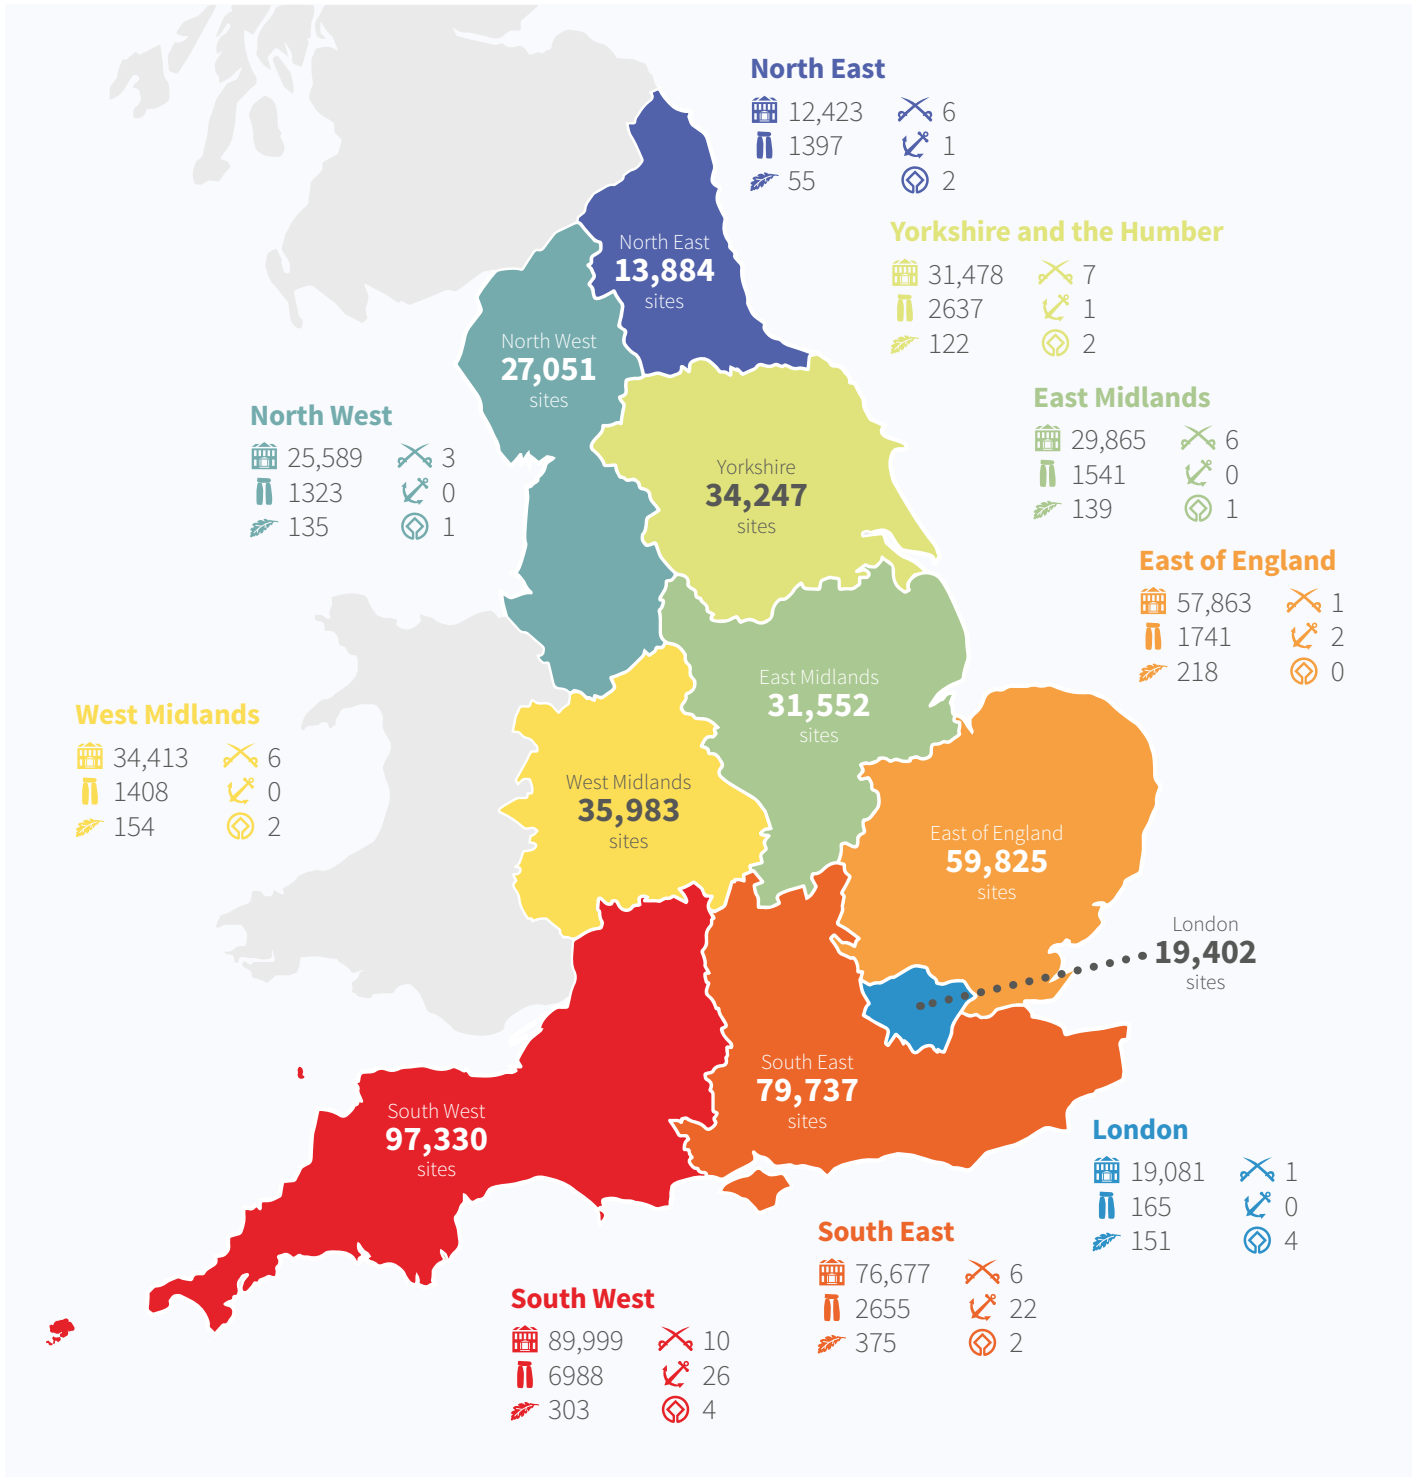 North East
12,423 6
1397 1
55 2
Yorkshire and the Humber
31,478 7
2637 1
122 2
North East
13,884
sites
North West
27,051
sites
East Midlands
29,865 6
1541 0
139 1
North West
25,589 3
1323 0
135 1
Yorkshire
34,247
sites
East of England
57,863 1
1741 2
218 0
East Midlands
31,552
sites
West Midlands
34,413 6
1408 0
154 2
West Midlands
35,983
sites
East of England
59,825
sites
London
19,402
sites
South East
79,737
sites
South West
97,330
sites
London
19,081 1
165 0
151 4
South East
76,677 6
2655 22
375 2
South West
89,999 10
6988 26
303 4